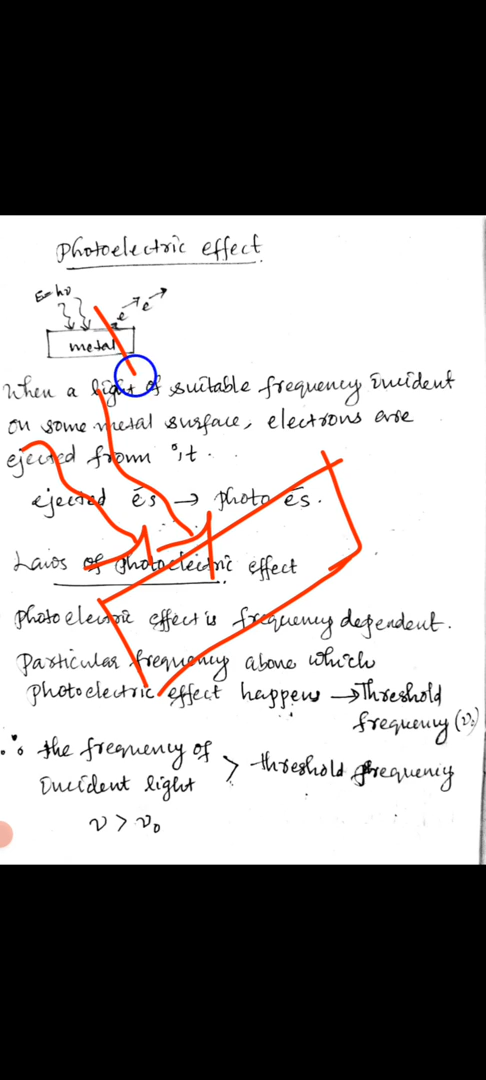 Photoelectric effect
E=hν
e⁻ e⁻
metal
When a light of suitable frequency incident
on some metal surface, electrons are
ejected from it.
ejected e̅s → photo e̅s.
Laws of photoelectric effect
Photoelectric effect is frequency dependent.
Particular frequency above which
photoelectric effect happen → Threshold
frequency (ν₀)
∴ the frequency of
incident light > threshold frequency
ν > ν₀